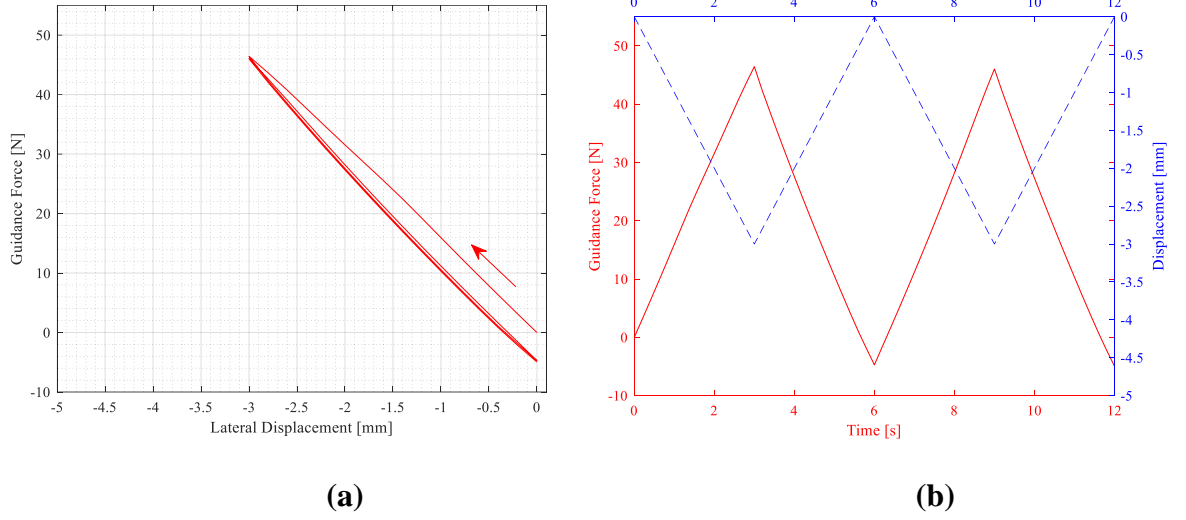 50
40
30
20
10
0
-10
Guidance Force [N]
-5 -4.5 -4 -3.5 -3 -2.5 -2 -1.5 -1 -0.5 0
Lateral Displacement [mm]
(a)
0 2 4 6 8 10 12
50
40
30
20
10
0
-10
Guidance Force [N]
0
-0.5
-1
-1.5
-2
-2.5
-3
-3.5
-4
-4.5
-5
Displacement [mm]
0 2 4 6 8 10 12
Time [s]
(b)